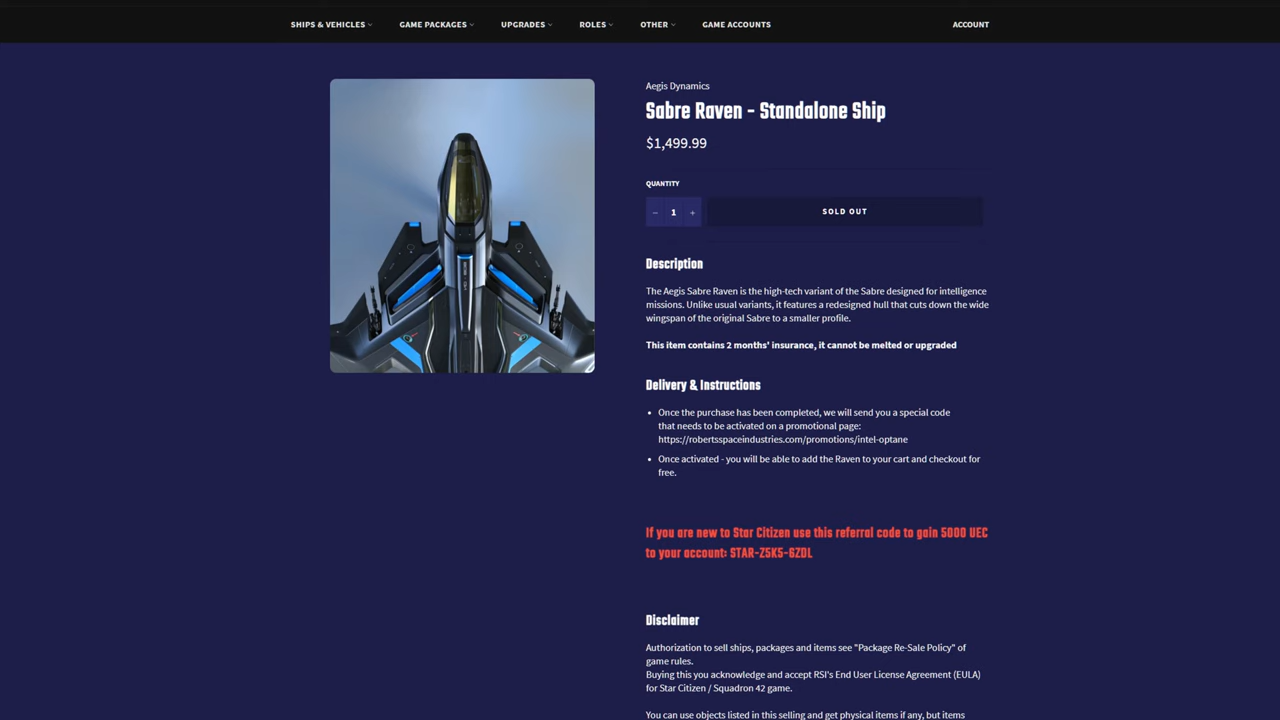 SHIPS & VEHICLES GAME PACKAGES UPGRADES ROLES OTHER GAME ACCOUNTS ACCOUNT
Aegis Dynamics
Sabre Raven - Standalone Ship
$1,499.99
QUANTITY
− 1 + SOLD OUT
Description
The Aegis Sabre Raven is the high-tech variant of the Sabre designed for intelligence
missions. Unlike usual variants, it features a redesigned hull that cuts down the wide
wingspan of the original Sabre to a smaller profile.
This item contains 2 months' insurance, it cannot be melted or upgraded
Delivery & Instructions
• Once the purchase has been completed, we will send you a special code
that needs to be activated on a promotional page:
https://robertsspaceindustries.com/promotions/intel-optane
• Once activated - you will be able to add the Raven to your cart and checkout for
free.
If you are new to Star Citizen use this referral code to gain 5000 UEC
to your account: STAR-Z5K5-6ZDL
Disclaimer
Authorization to sell ships, packages and items see "Package Re-Sale Policy" of
game rules.
Buying this you acknowledge and accept RSI's End User License Agreement (EULA)
for Star Citizen / Squadron 42 game.
You can use objects listed in this selling and get physical items if any, but items